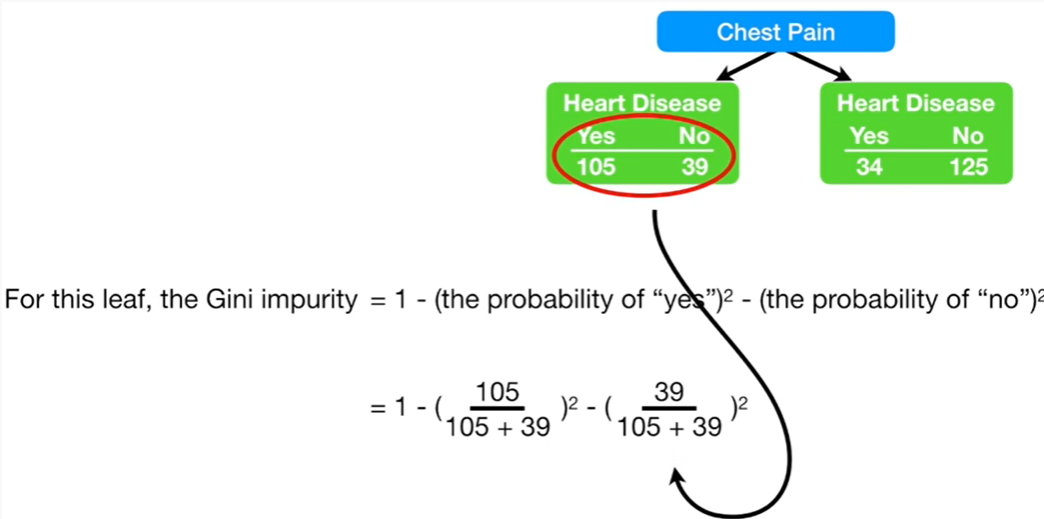 Chest Pain
Heart Disease
Yes No
105 39
Heart Disease
Yes No
34 125
For this leaf, the Gini impurity = 1 - (the probability of “yes”)² - (the probability of “no”)²
= 1 - ( 105 / 105 + 39 )² - ( 39 / 105 + 39 )²